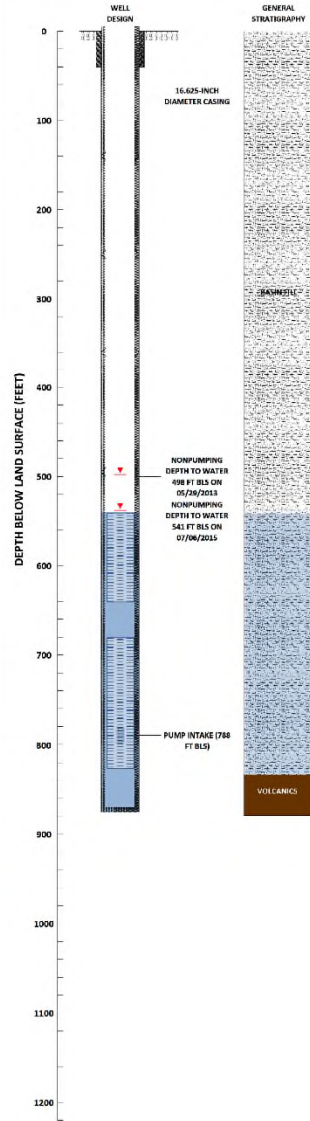 WELL
DESIGN
GENERAL
STRATIGRAPHY
0
16.625-INCH
DIAMETER CASING
100
200
BASIN FILL
300
400
DEPTH BELOW LAND SURFACE (FEET)
NONPUMPING
DEPTH TO WATER
498 FT BLS ON
05/29/2013
500
NONPUMPING
DEPTH TO WATER
541 FT BLS ON
07/06/2015
600
700
PUMP INTAKE (788
FT BLS)
800
VOLCANICS
900
1000
1100
1200